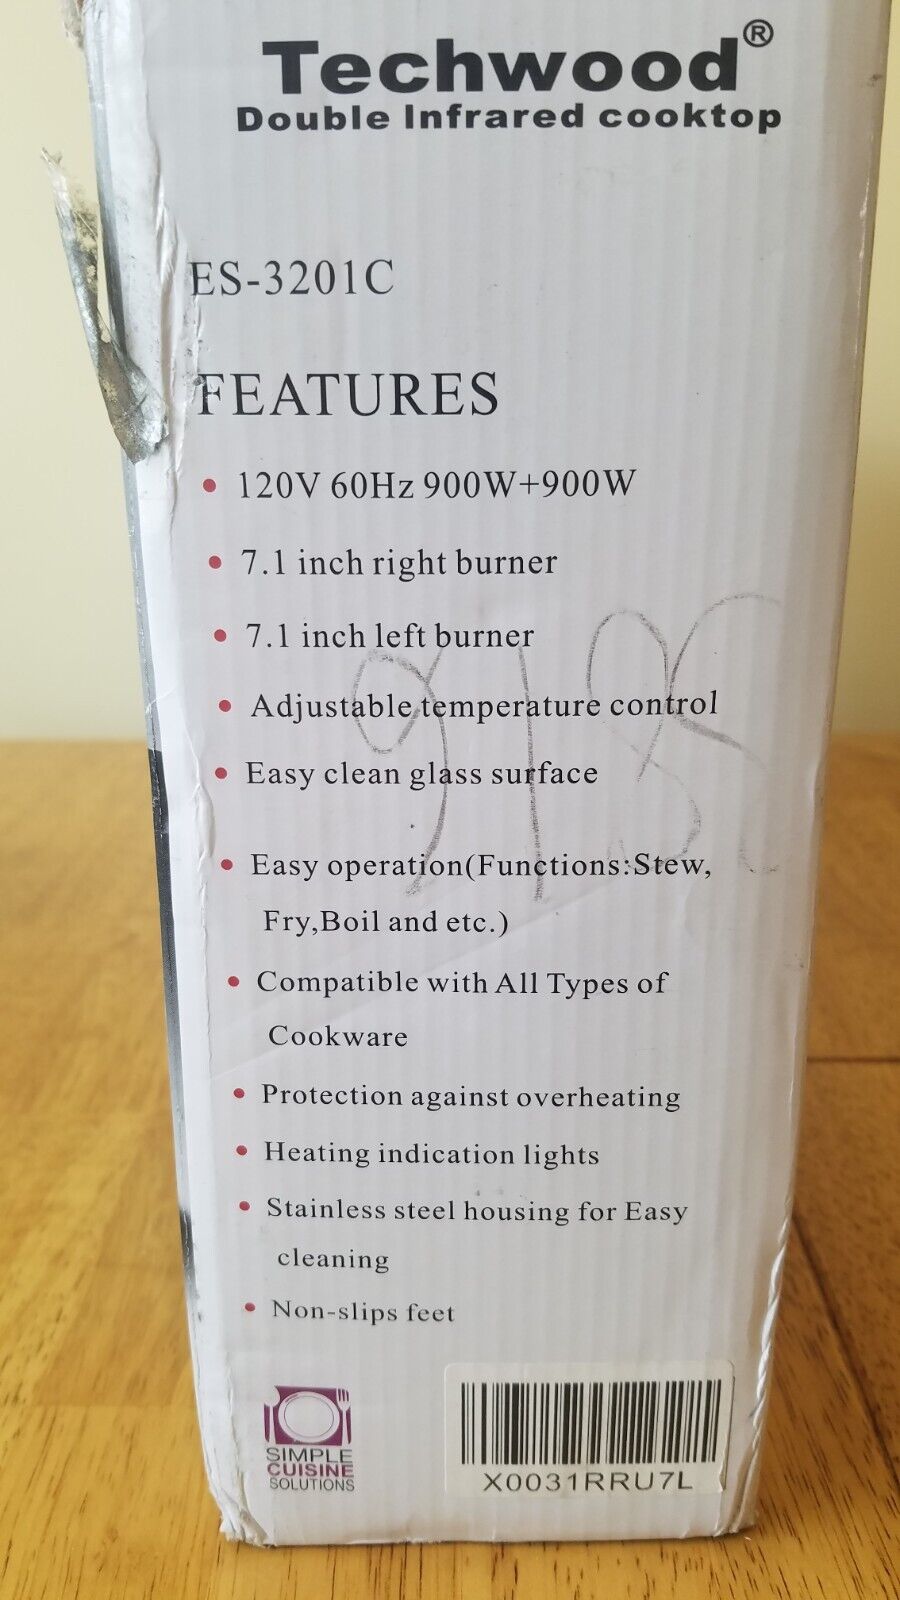 Techwood®
Double Infrared cooktop
ES-3201C
FEATURES
• 120V 60Hz 900W+900W
• 7.1 inch right burner
• 7.1 inch left burner
• Adjustable temperature control
• Easy clean glass surface
• Easy operation(Functions:Stew,
Fry,Boil and etc.)
• Compatible with All Types of
Cookware
• Protection against overheating
• Heating indication lights
• Stainless steel housing for Easy
cleaning
• Non-slips feet
SIMPLE
CUISINE
SOLUTIONS
X0031RRU7L